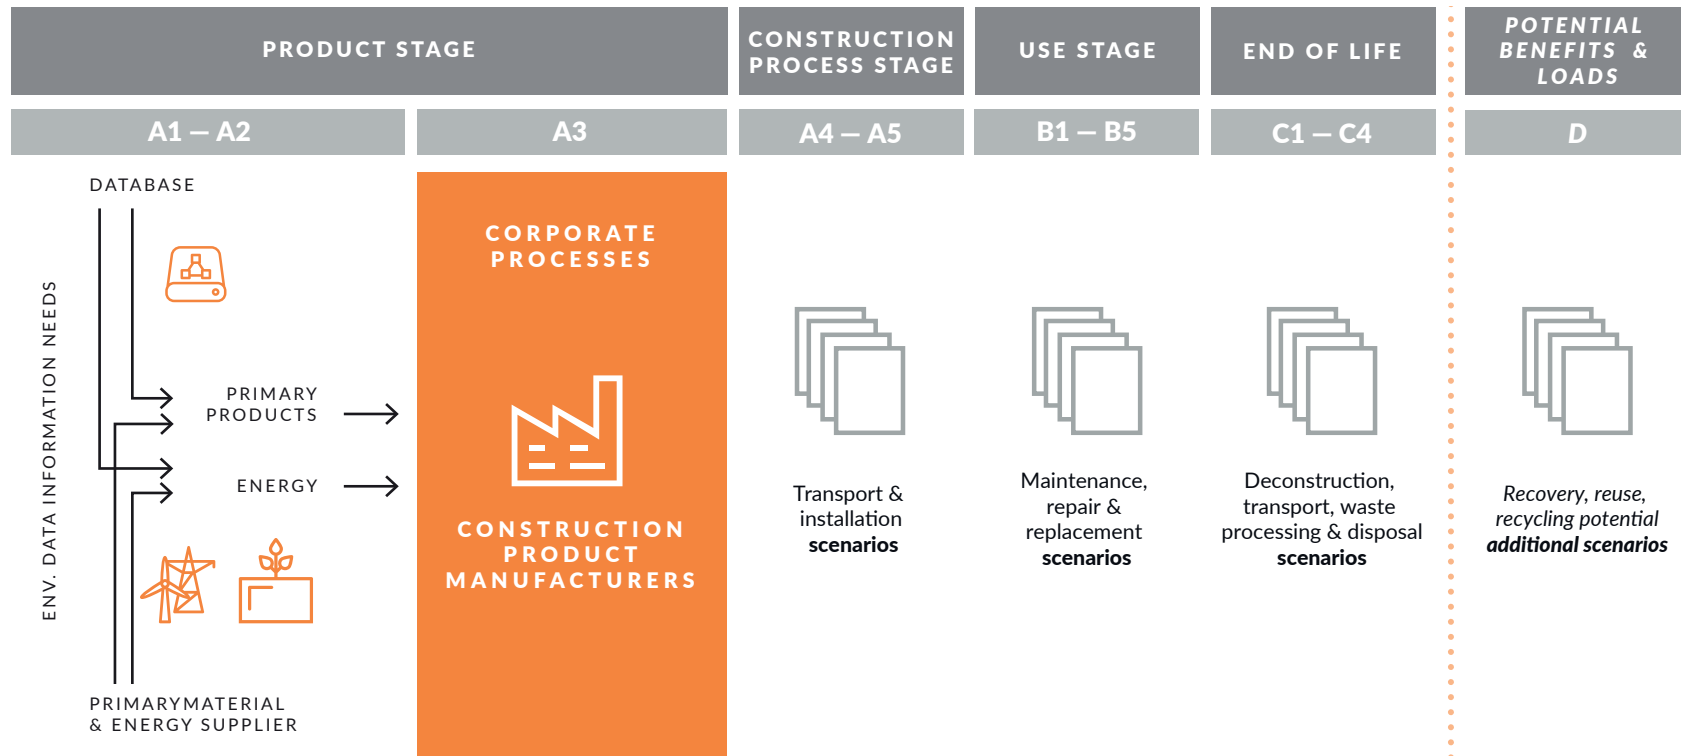 PRODUCT STAGE
CONSTRUCTION
PROCESS STAGE
USE STAGE
END OF LIFE
POTENTIAL
BENEFITS &
LOADS
A1 — A2
A3
A4 — A5
B1 — B5
C1 — C4
D
ENV. DATA INFORMATION NEEDS
DATABASE
PRIMARY
PRODUCTS
ENERGY
PRIMARYMATERIAL
& ENERGY SUPPLIER
CORPORATE
PROCESSES
CONSTRUCTION
PRODUCT
MANUFACTURERS
Transport &
installation
scenarios
Maintenance,
repair &
replacement
scenarios
Deconstruction,
transport, waste
processing & disposal
scenarios
Recovery, reuse,
recycling potential
additional scenarios